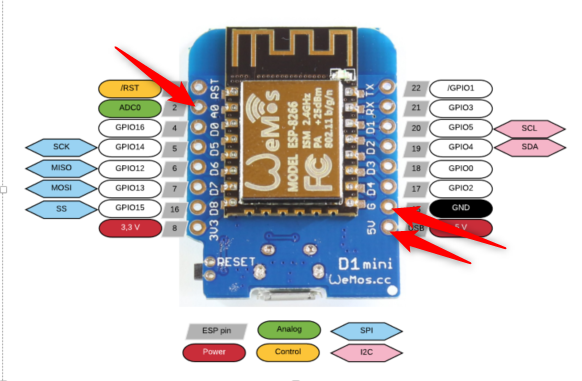 /RST
RST
TX
22
/GPIO1
ADC0
2
A0
RX
21
GPIO3
GPIO16
4
D0
D1
20
GPIO5
SCL
SCK
GPIO14
5
D5
D2
19
GPIO4
SDA
MISO
GPIO12
6
D6
D3
18
GPIO0
MOSI
GPIO13
7
D7
D4
17
GPIO2
SS
GPIO15
16
D8
G
GND
3,3 V
8
3V3
5V
5 V
WeMos
MODEL ESP-8266
ISM 2.4GHz
PA +25dBm
802.11 b/g/n
FC
RESET
D1 mini
WeMos.cc
ESP pin
Analog
SPI
Power
Control
I2C